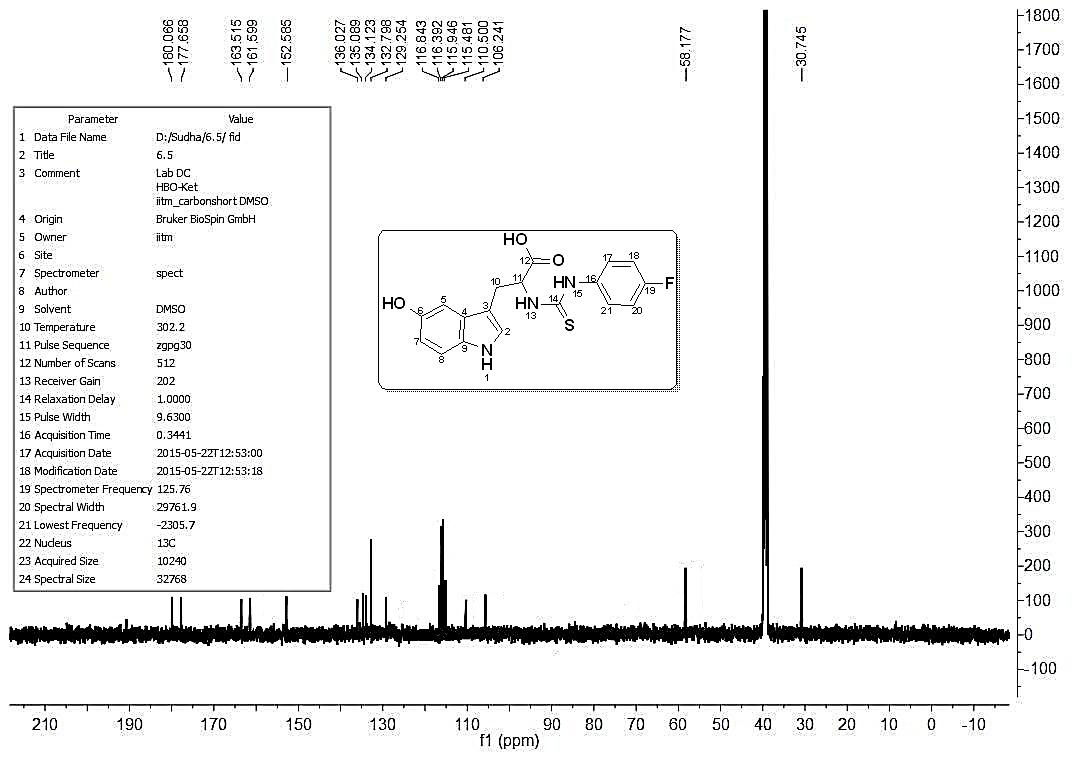 180.066
177.658
163.515
161.599
152.585
136.027
135.089
134.123
132.798
129.254
116.843
116.392
115.946
115.481
110.500
106.241
58.177
30.745
Parameter Value
1 Data File Name D:/Sudha/6.5/ fid
2 Title 6.5
3 Comment Lab DC
HBO-Ket
iitm_carbonshort DMSO
4 Origin Bruker BioSpin GmbH
5 Owner iitm
6 Site
7 Spectrometer spect
8 Author
9 Solvent DMSO
10 Temperature 302.2
11 Pulse Sequence zgpg30
12 Number of Scans 512
13 Receiver Gain 202
14 Relaxation Delay 1.0000
15 Pulse Width 9.6300
16 Acquisition Time 0.3441
17 Acquisition Date 2015-05-22T12:53:00
18 Modification Date 2015-05-22T12:53:18
19 Spectrometer Frequency 125.76
20 Spectral Width 29761.9
21 Lowest Frequency -2305.7
22 Nucleus 13C
23 Acquired Size 10240
24 Spectral Size 32768
HO
12 O
17 18
10 11 HN 16 F
15 19
HO 5 HN 14 21 20
6 4 3 13 S
7 2
8 9 N
H
1
1800
1700
1600
1500
1400
1300
1200
1100
1000
900
800
700
600
500
400
300
200
100
0
-100
210 190 170 150 130 110 90 80 70 60 50 40 30 20 10 0 -10
f1 (ppm)